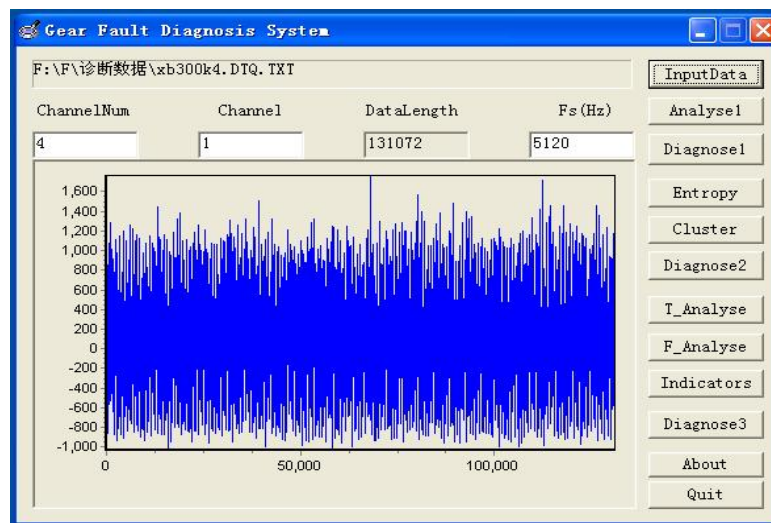 Gear Fault Diagnosis System
F:\F\诊断数据\xb300k4.DTQ.TXT
InputData
ChannelNum Channel DataLength Fs(Hz)
4 1 131072 5120
Analyse1
Diagnose1
Entropy
Cluster
Diagnose2
T_Analyse
F_Analyse
Indicators
Diagnose3
About
Quit
1,600
1,400
1,200
1,000
800
600
400
200
0
-200
-400
-600
-800
-1,000
0 50,000 100,000